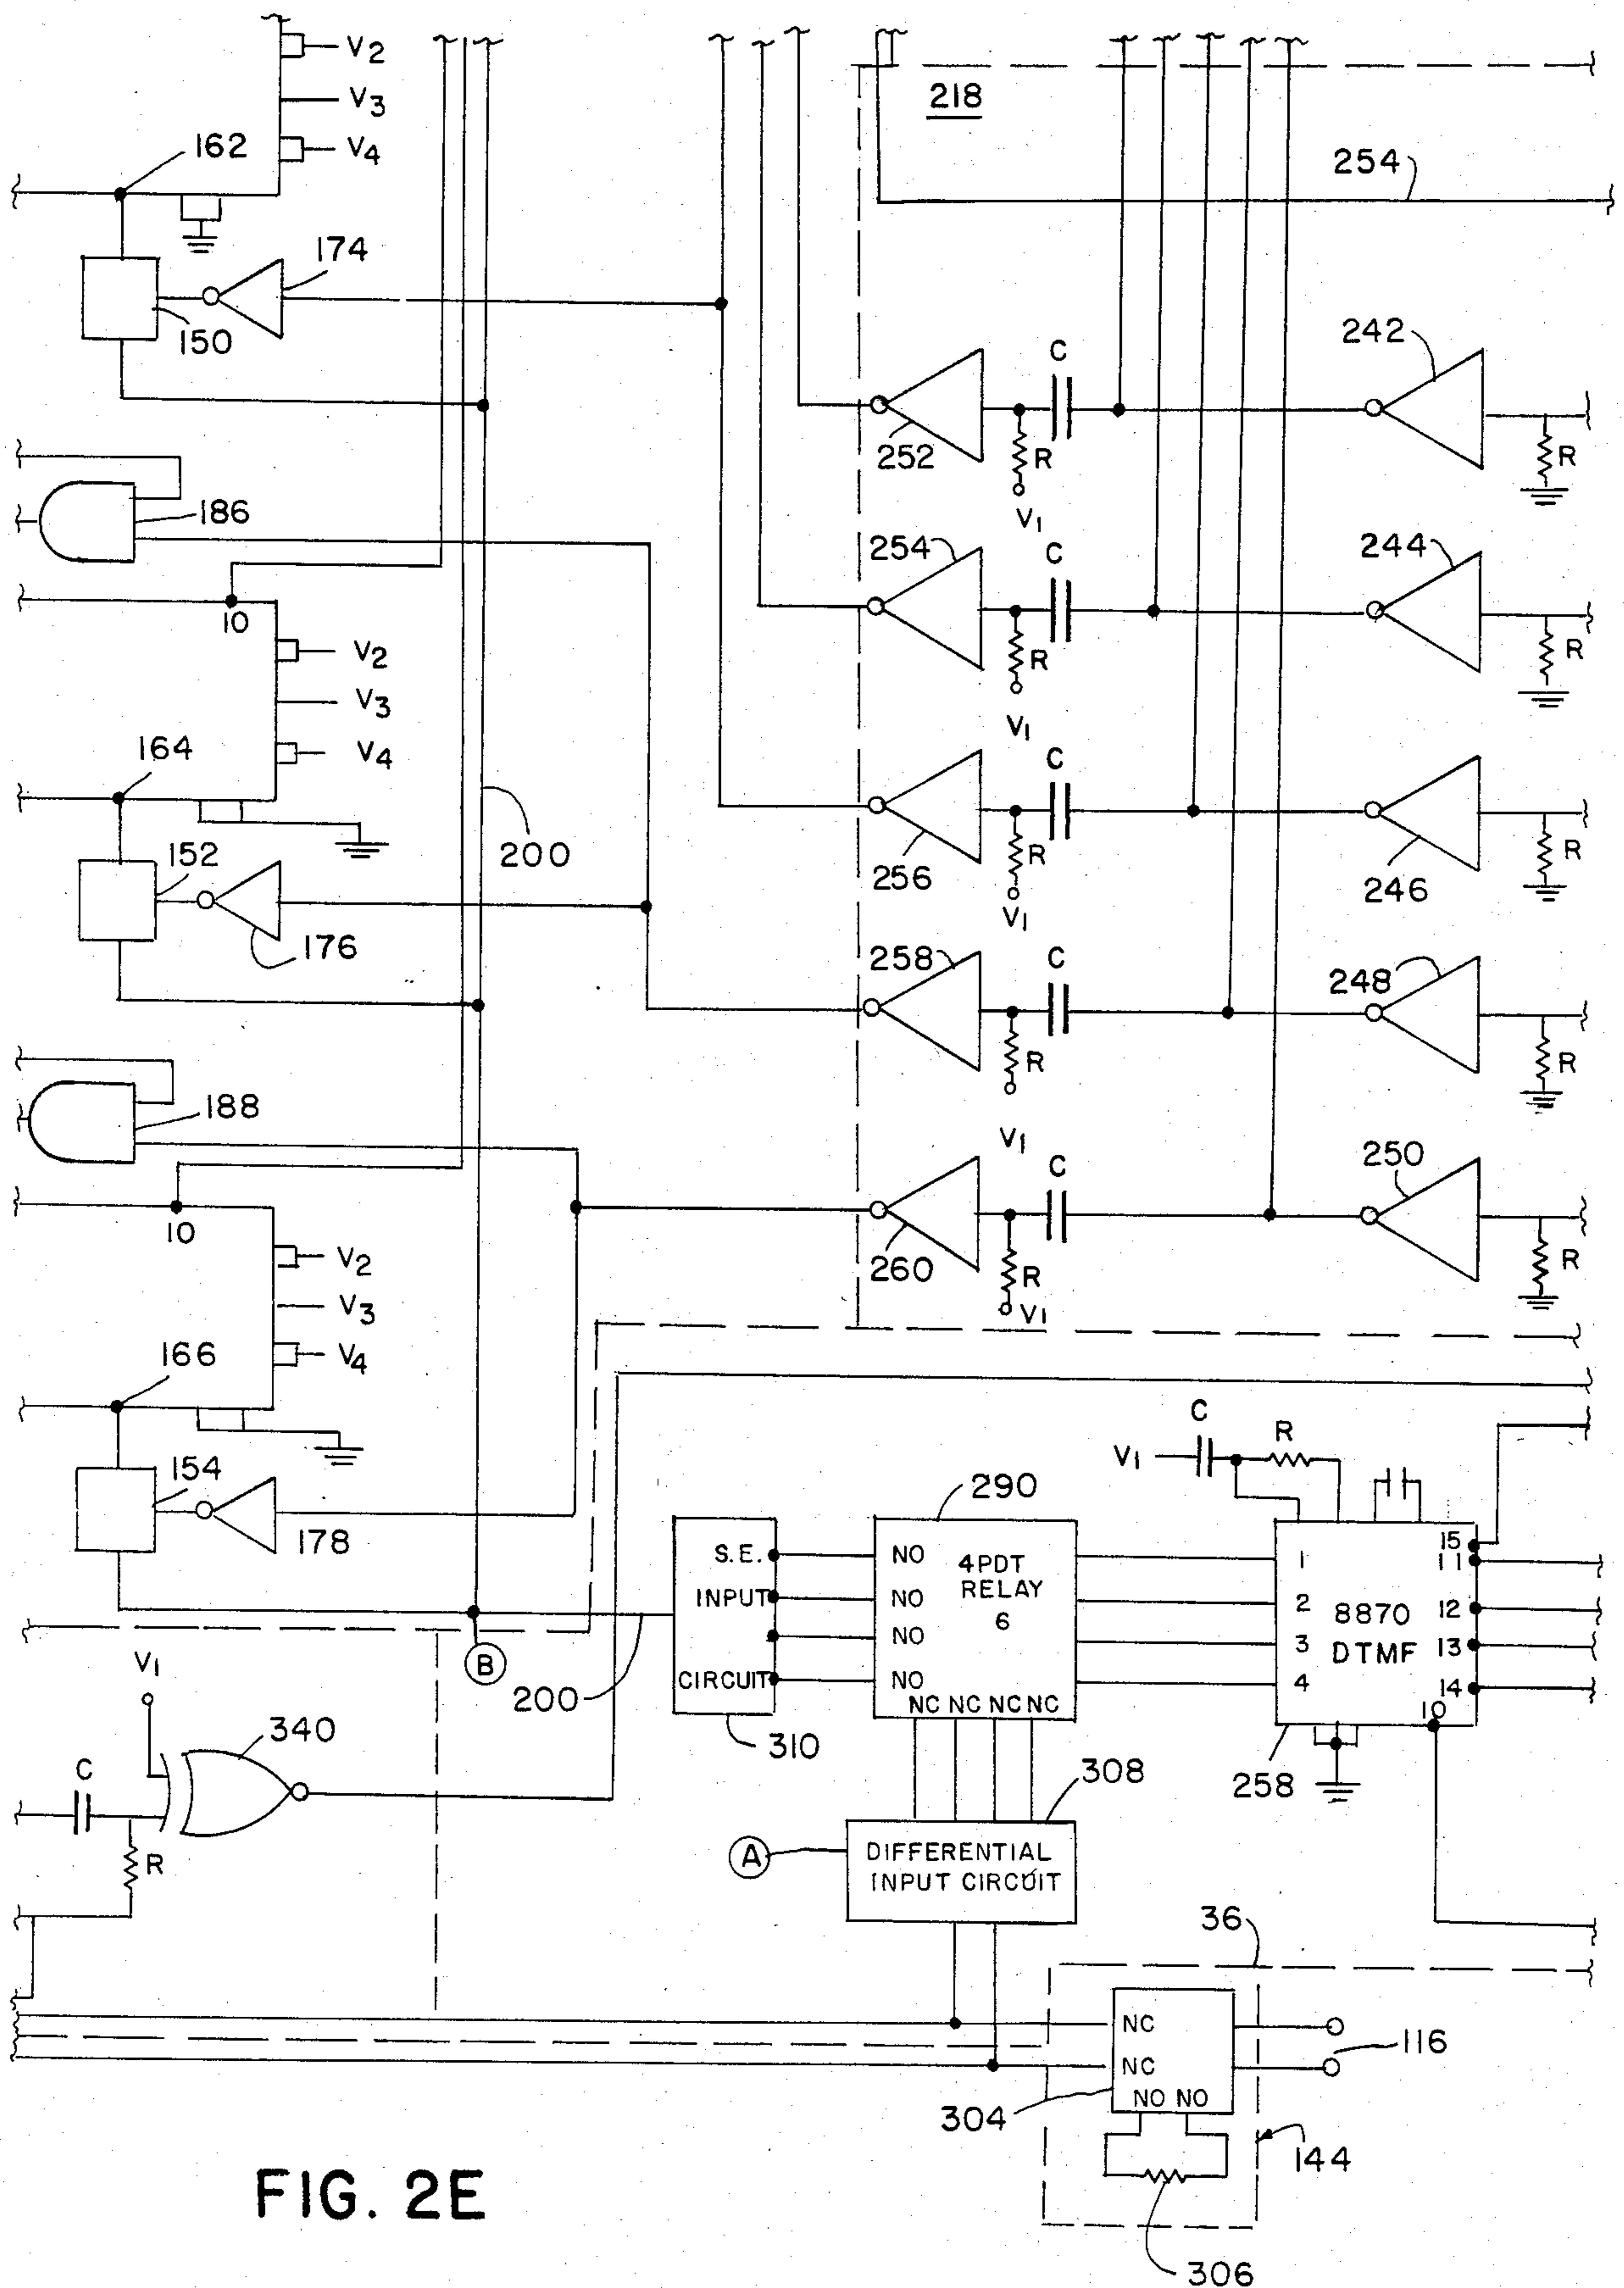 V2
V3
V4
162
174
150
218
254
242
C
252
R
V1
R
186
10
V2
V3
V4
254
C
244
R
V1
R
164
152
176
200
C
256
R
V1
246
R
258
C
248
R
V1
R
188
10
V2
V3
V4
C
250
260
R
V1
R
166
154
178
B
200
S.E.
INPUT
CIRCUIT
310
290
NO
NO
NO
NO
4PDT
RELAY
6
NC NC NC NC
V1
C
R
1
2
3
4
8870
DTMF
15
11
12
13
14
10
258
V1
340
C
R
308
A
DIFFERENTIAL
INPUT CIRCUIT
36
NC
NC
NO NO
116
304
144
306
FIG. 2E